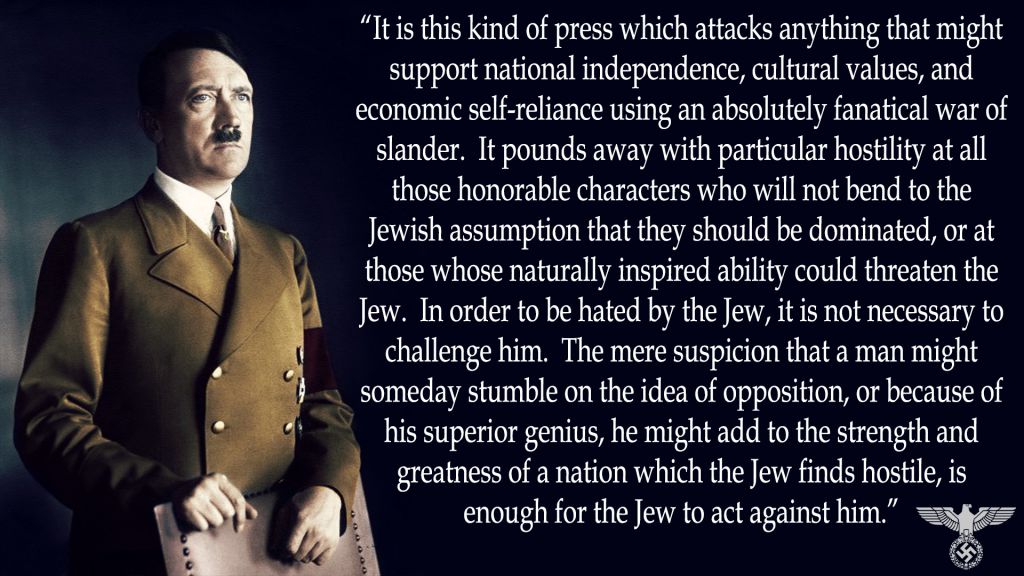 “It is this kind of press which attacks anything that might
support national independence, cultural values, and
economic self-reliance using an absolutely fanatical war of
slander.  It pounds away with particular hostility at all
those honorable characters who will not bend to the
Jewish assumption that they should be dominated, or at
those whose naturally inspired ability could threaten the
Jew.  In order to be hated by the Jew, it is not necessary to
challenge him.  The mere suspicion that a man might
someday stumble on the idea of opposition, or because of
his superior genius, he might add to the strength and
greatness of a nation which the Jew finds hostile, is
enough for the Jew to act against him.”